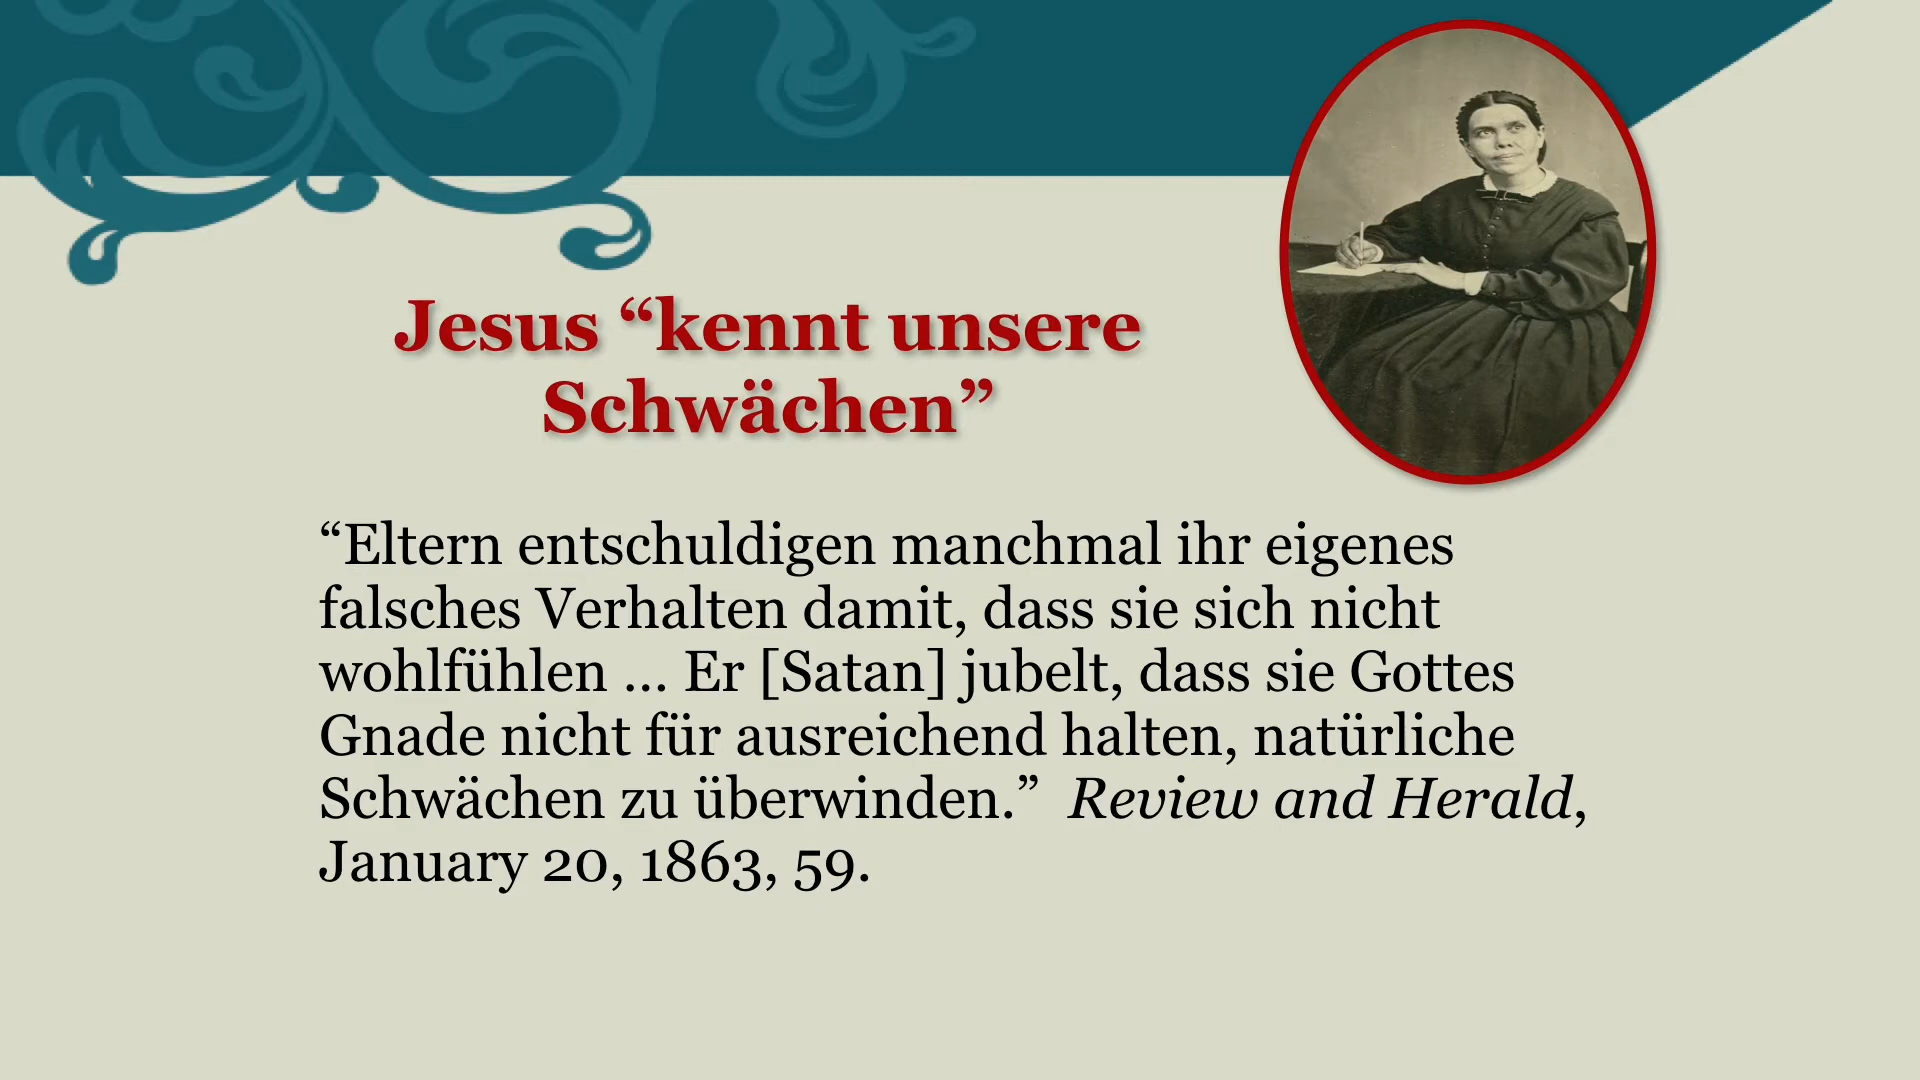 Jesus “kennt unsere
Schwächen”
“Eltern entschuldigen manchmal ihr eigenes
falsches Verhalten damit, dass sie sich nicht
wohlfühlen … Er [Satan] jubelt, dass sie Gottes
Gnade nicht für ausreichend halten, natürliche
Schwächen zu überwinden.” Review and Herald,
January 20, 1863, 59.